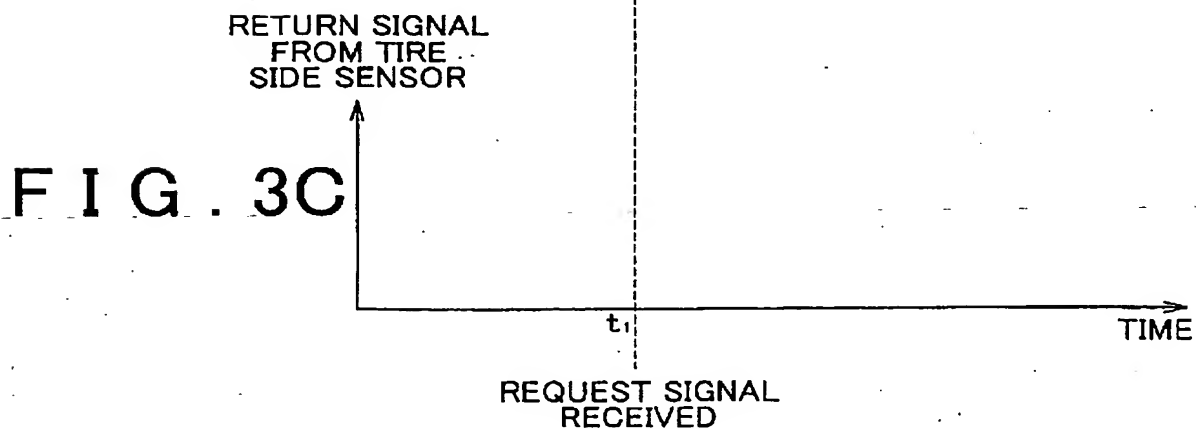 RETURN SIGNAL
FROM TIRE
SIDE SENSOR
FIG. 3C
t1
TIME
REQUEST SIGNAL
RECEIVED